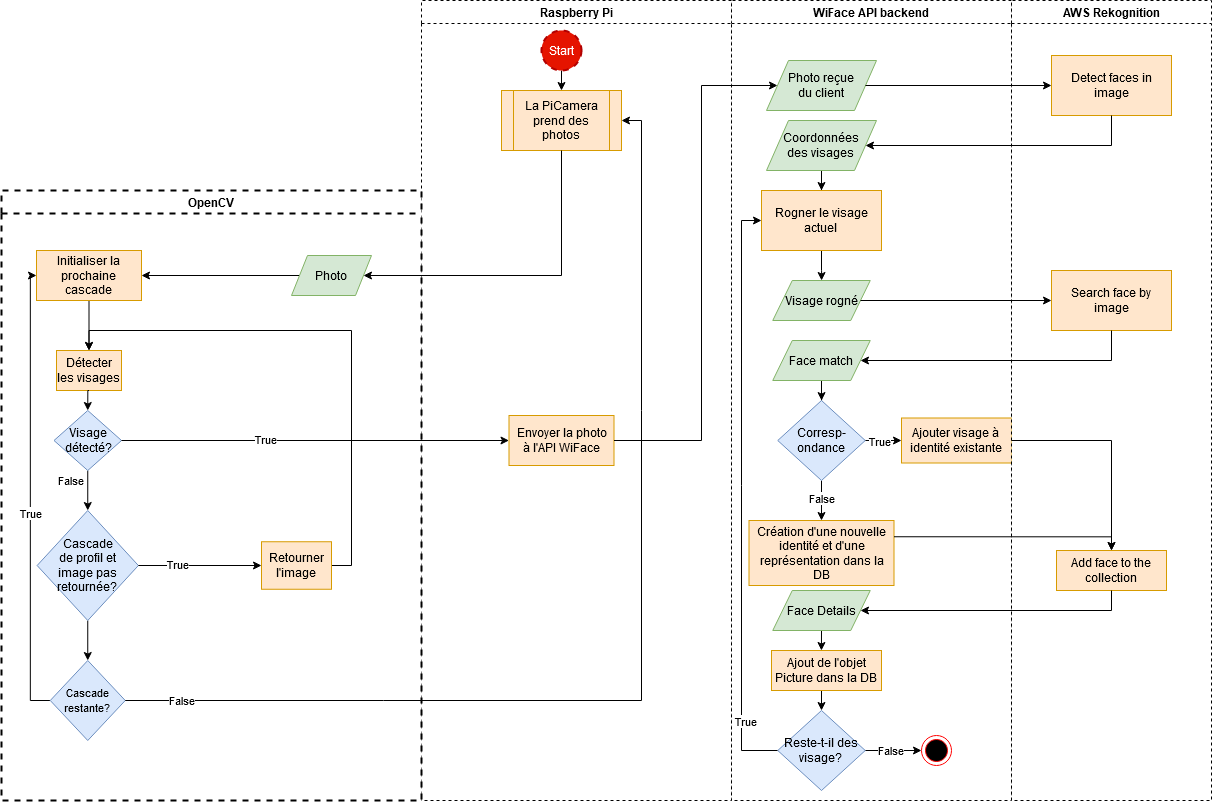 Raspberry Pi
WiFace API backend
AWS Rekognition
Start
La PiCamera
prend des
photos
Photo reçue
du client
Detect faces in
image
Coordonnées
des visages
OpenCV
Rogner le visage
actuel
Initialiser la
prochaine
cascade
Photo
Visage rogné
Search face by
image
Détecter
les visages
Face match
Visage
détecté?
True
Envoyer la photo
à l'API WiFace
Corresp-
ondance
True
Ajouter visage à
identité existante
False
False
True
Cascade
de profil et
image pas
retournée?
True
Retourner
l'image
Création d'une nouvelle
identité et d'une
représentation dans la
DB
Add face to the
collection
Face Details
Ajout de l'objet
Picture dans la DB
Cascade
restante?
False
True
Reste-t-il des
visage?
False